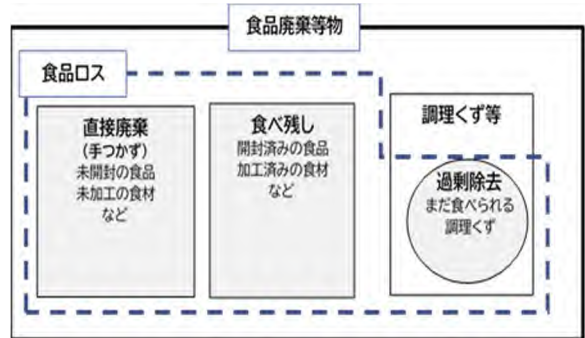 食品廃棄等物
食品ロス
直接廃棄
(手つかず)
未開封の食品
未加工の食材
など
食べ残し
開封済みの食品
加工済みの食材
など
調理くず等
過剰除去
まだ食べられる
調理くず